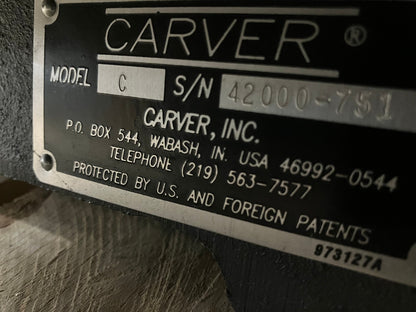 CARVER ®
MODEL C S/N 42000-751
CARVER, INC.
P.O. BOX 544, WABASH, IN. USA 46992-0544
TELEPHONE (219) 563-7577
PROTECTED BY U.S. AND FOREIGN PATENTS
973127A